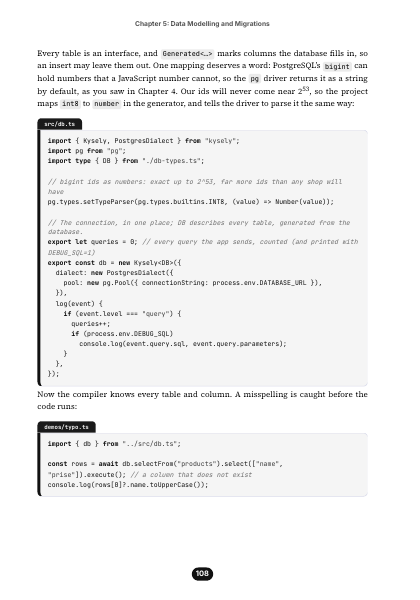 Chapter 5: Data Modelling and Migrations
Every table is an interface, and Generated<…> marks columns the database fills in, so
an insert may leave them out. One mapping deserves a word: PostgreSQL's bigint can
hold numbers that a JavaScript number cannot, so the pg driver returns it as a string
by default, as you saw in Chapter 4. Our ids will never come near 2^53, so the project
maps int8 to number in the generator, and tells the driver to parse it the same way:
src/db.ts
import { Kysely, PostgresDialect } from "kysely";
import pg from "pg";
import type { DB } from "./db-types.ts";
// bigint ids as numbers: exact up to 2^53, far more ids than any shop will
have
pg.types.setTypeParser(pg.types.builtins.INT8, (value) => Number(value));
// The connection, in one place; DB describes every table, generated from the
database.
export let queries = 0; // every query the app sends, counted (and printed with
DEBUG_SQL=1)
export const db = new Kysely<DB>({
  dialect: new PostgresDialect({
    pool: new pg.Pool({ connectionString: process.env.DATABASE_URL }),
  }),
  log(event) {
    if (event.level === "query") {
      queries++;
      if (process.env.DEBUG_SQL)
        console.log(event.query.sql, event.query.parameters);
    }
  },
});
Now the compiler knows every table and column. A misspelling is caught before the
code runs:
demos/typo.ts
import { db } from "../src/db.ts";
const rows = await db.selectFrom("products").select(["name",
"prise"]).execute(); // a column that does not exist
console.log(rows[0]?.name.toUpperCase());
108